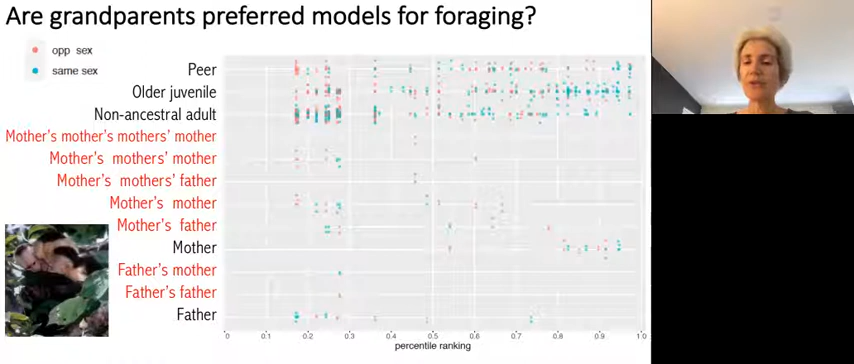 Are grandparents preferred models for foraging?
opp sex
same sex
Peer
Older juvenile
Non-ancestral adult
Mother's mother's mothers' mother
Mother's mothers' mother
Mother's mothers' father
Mother's mother
Mother's father
Mother
Father's mother
Father's father
Father
0 0.1 0.2 0.3 0.4 0.5 0.6 0.7 0.8 0.9 1.0
percentile ranking